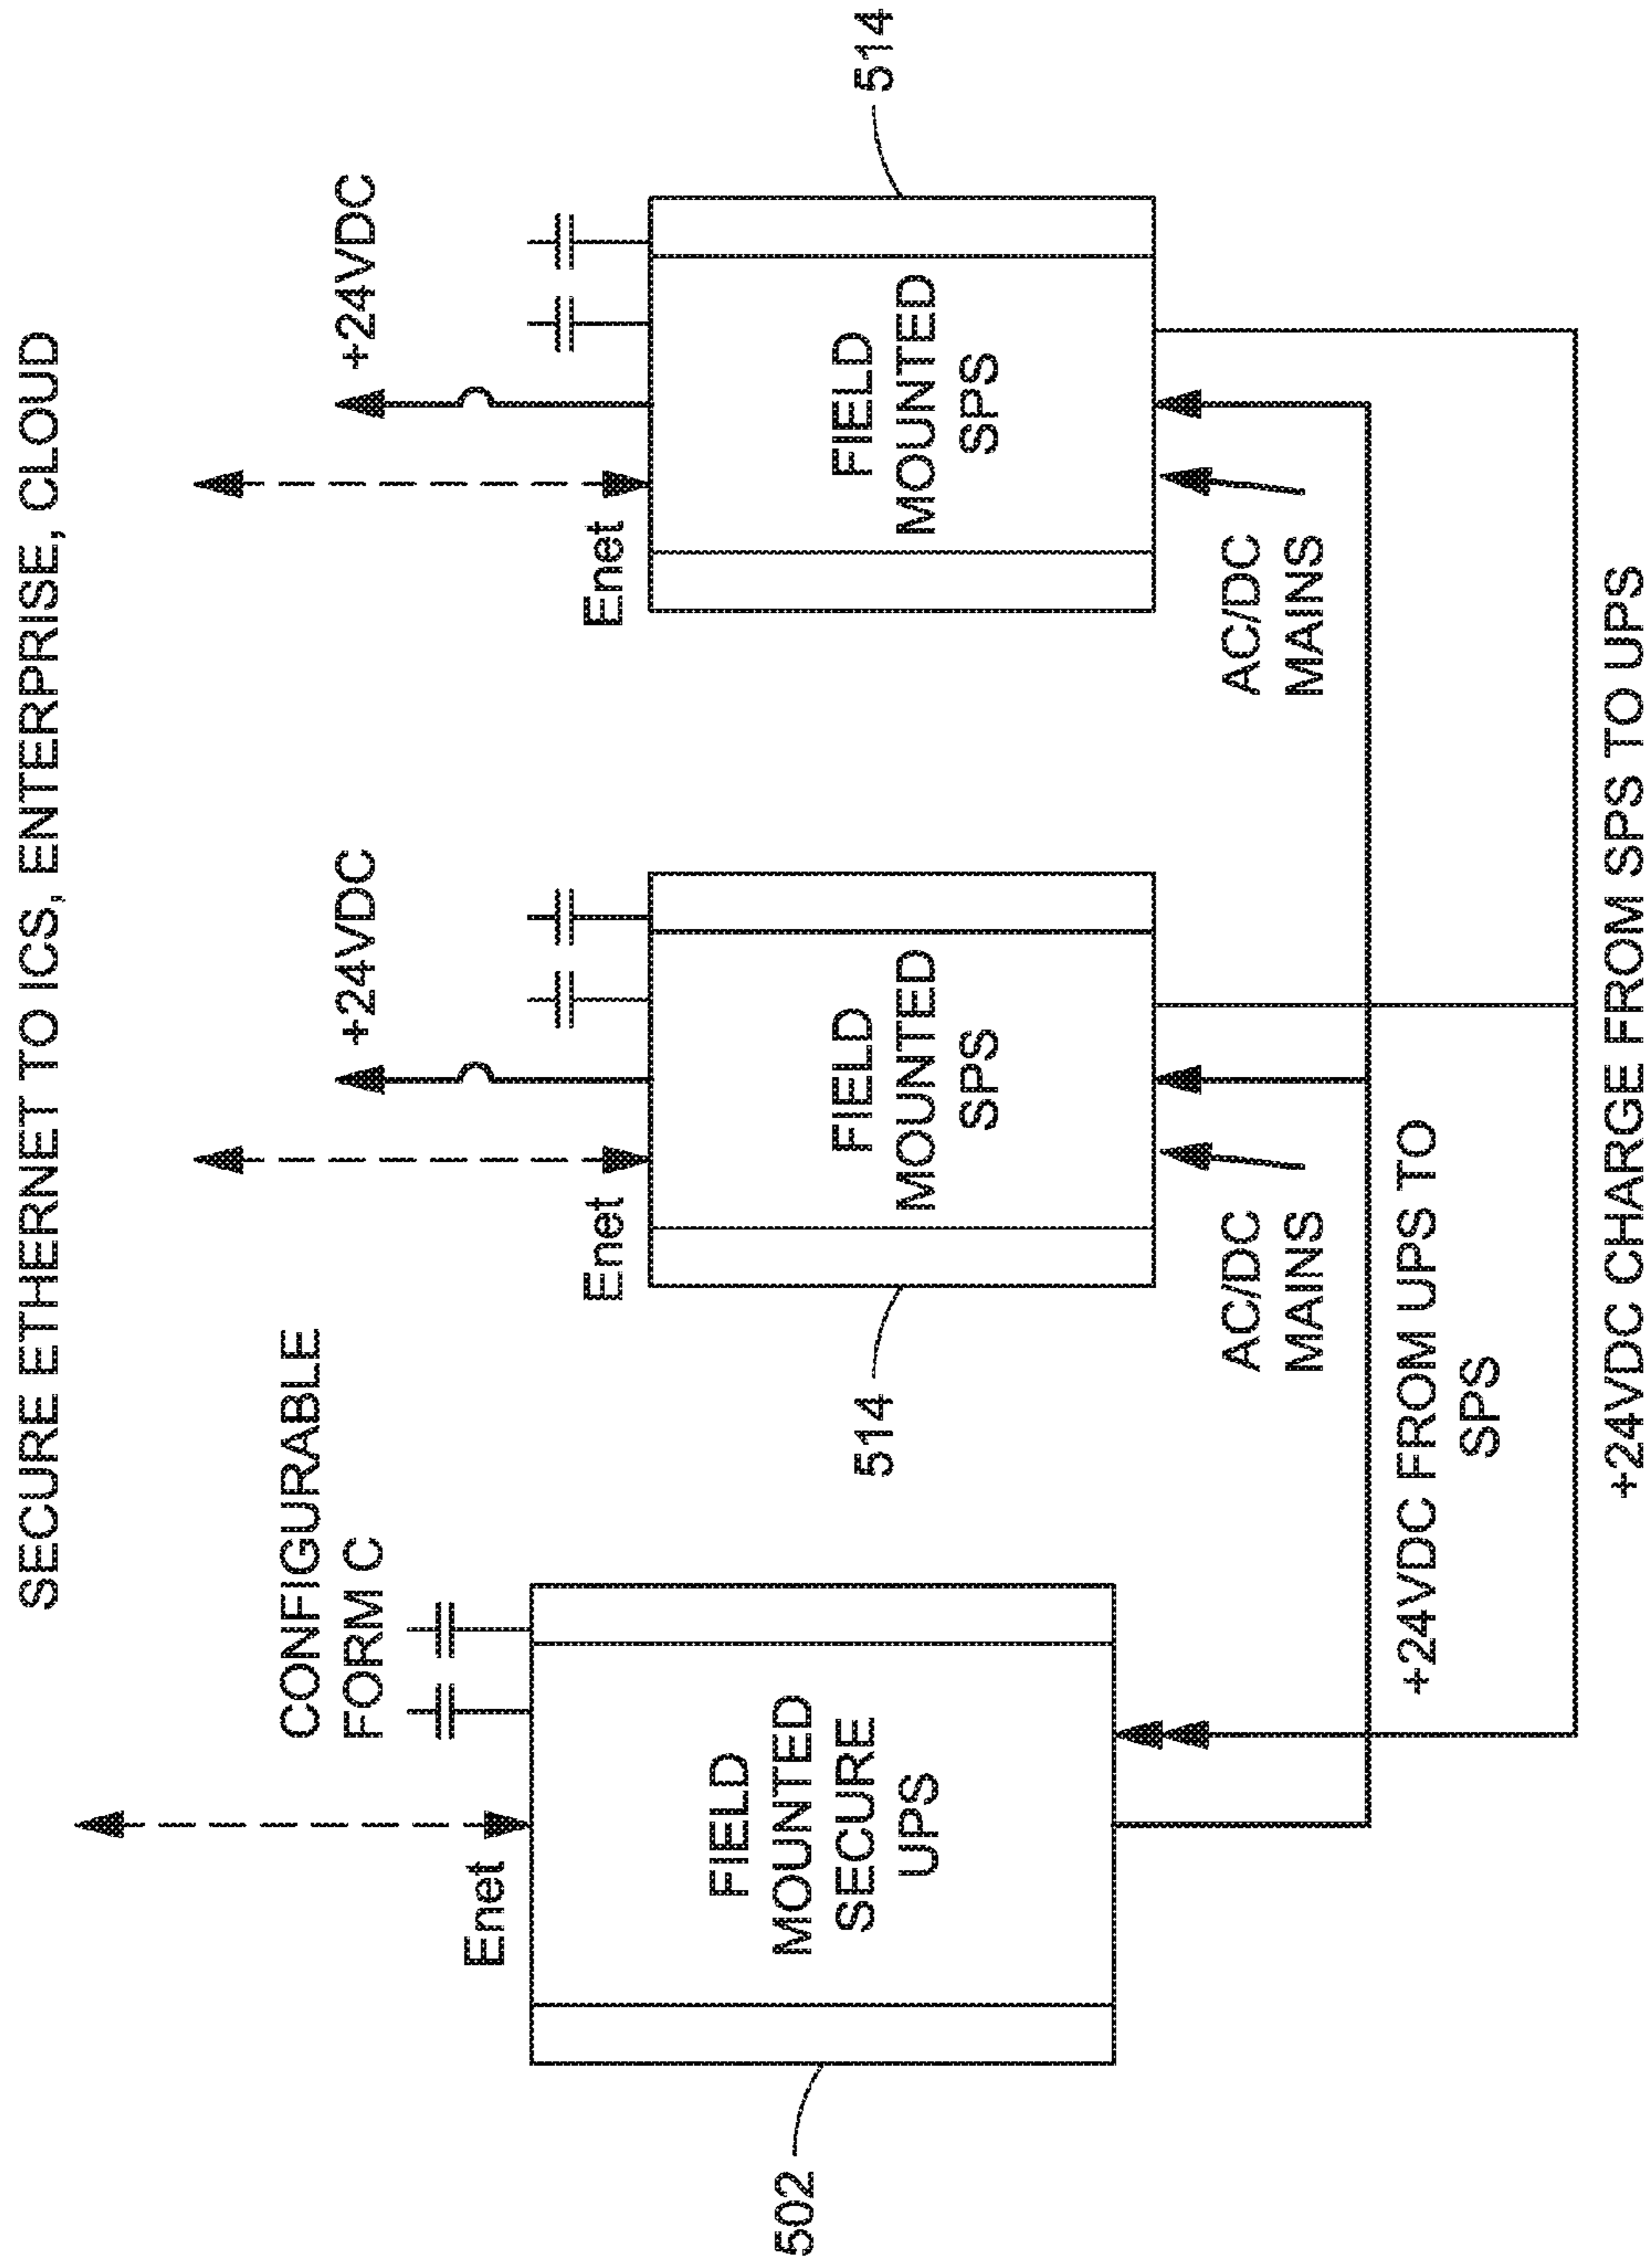 SECURE ETHERNET TO ICS, ENTERPRISE, CLOUD
CONFIGURABLE
FORM C
+24VDC
+24VDC
Enet
Enet
Enet
FIELD
MOUNTED
SECURE
UPS
FIELD
MOUNTED
SPS
FIELD
MOUNTED
SPS
502
514
514
AC/DC
MAINS
AC/DC
MAINS
+24VDC FROM UPS TO
SPS
+24VDC CHARGE FROM SPS TO UPS